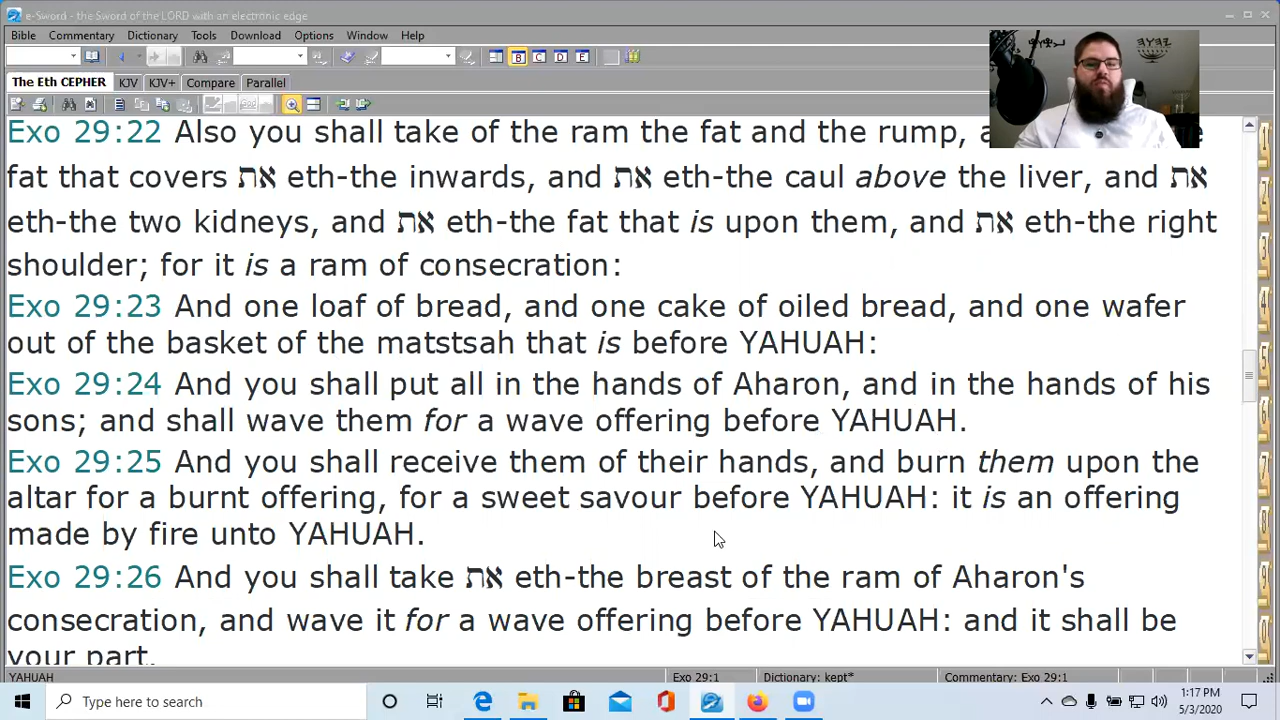 e-Sword - the Sword of the LORD with an electronic edge
Bible Commentary Dictionary Tools Download Options Window Help
B C D E
The Eth CEPHER KJV KJV+ Compare Parallel
Exo 29:22 Also you shall take of the ram the fat and the rump,
fat that covers את eth-the inwards, and את eth-the caul above the liver, and את
eth-the two kidneys, and את eth-the fat that is upon them, and את eth-the right
shoulder; for it is a ram of consecration:
Exo 29:23 And one loaf of bread, and one cake of oiled bread, and one wafer
out of the basket of the matstsah that is before YAHUAH:
Exo 29:24 And you shall put all in the hands of Aharon, and in the hands of his
sons; and shall wave them for a wave offering before YAHUAH.
Exo 29:25 And you shall receive them of their hands, and burn them upon the
altar for a burnt offering, for a sweet savour before YAHUAH: it is an offering
made by fire unto YAHUAH.
Exo 29:26 And you shall take את eth-the breast of the ram of Aharon's
consecration, and wave it for a wave offering before YAHUAH: and it shall be
your part.
YAHUAH Exo 29:1 Dictionary: kept* Commentary: Exo 29:1
Type here to search
1:17 PM
5/3/2020